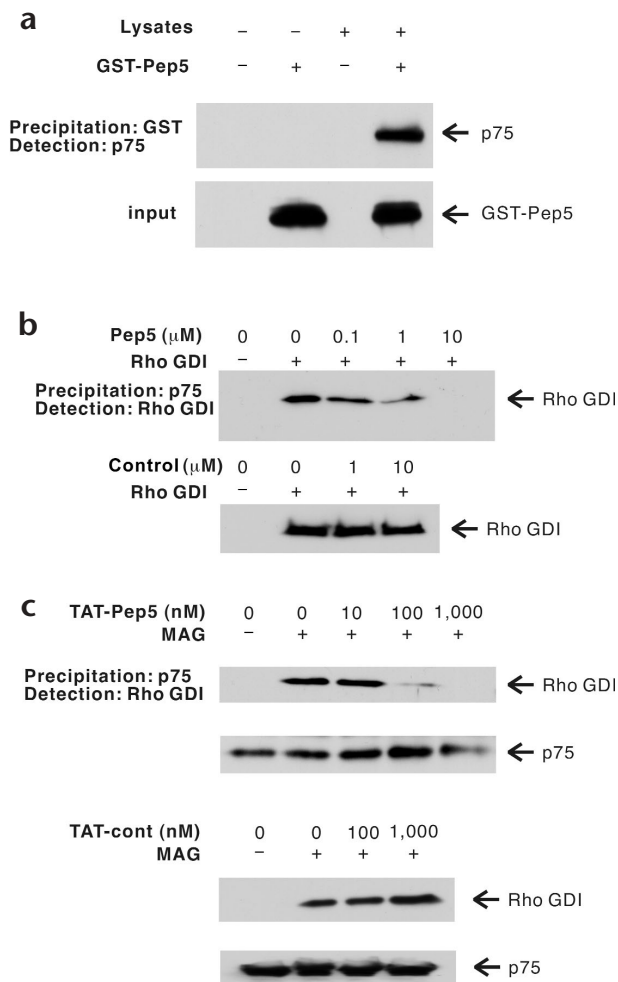 a
Lysates – – + +
GST-Pep5 – + – +
Precipitation: GST
Detection: p75
p75
input
GST-Pep5
b
Pep5 (μM) 0 0 0.1 1 10
Rho GDI – + + + +
Precipitation: p75
Detection: Rho GDI
Rho GDI
Control (μM) 0 0 1 10
Rho GDI – + + +
Rho GDI
c
TAT-Pep5 (nM) 0 0 10 100 1,000
MAG – + + + +
Precipitation: p75
Detection: Rho GDI
Rho GDI
p75
TAT-cont (nM) 0 0 100 1,000
MAG – + + +
Rho GDI
p75